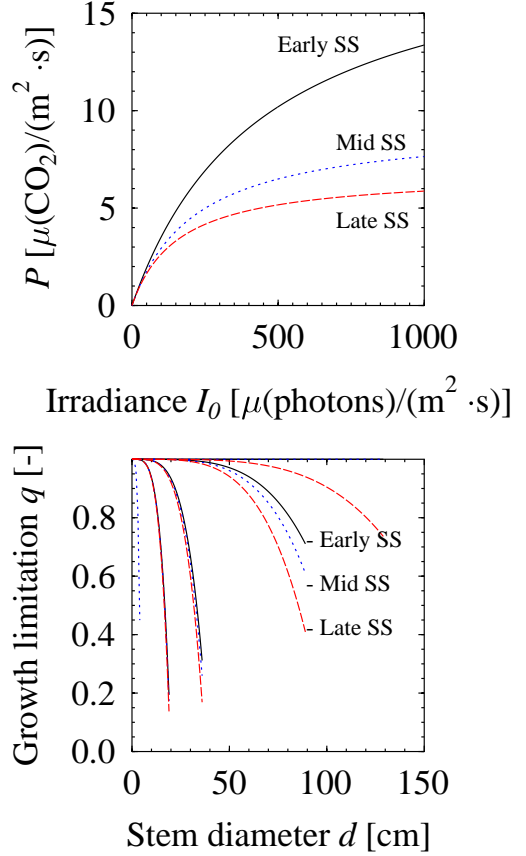 15
10
5
0
P [μ(CO₂)/(m² ·s)]
Early SS
Mid SS
Late SS
0
500
1000
Irradiance I₀ [μ(photons)/(m² ·s)]
Growth limitation q [-]
0.8
0.6
0.4
0.2
0.0
- Early SS
- Mid SS
- Late SS
0
50
100
150
Stem diameter d [cm]